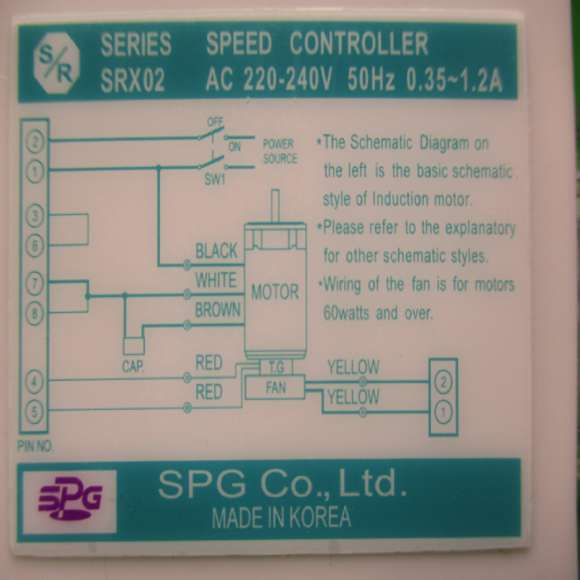 S/R
SERIES SPEED CONTROLLER
SRX02 AC 220-240V 50Hz 0.35~1.2A
2
1
3
6
7
8
4
5
PIN NO.
OFF
ON
SW1
POWER
SOURCE
BLACK
WHITE
BROWN
CAP.
RED
RED
MOTOR
T.G
FAN
YELLOW
YELLOW
2
1
*The Schematic Diagram on
the left is the basic schematic
style of Induction motor.
*Please refer to the explanatory
for other schematic styles.
*Wiring of the fan is for motors
60watts and over.
SPG
SPG Co., Ltd.
MADE IN KOREA